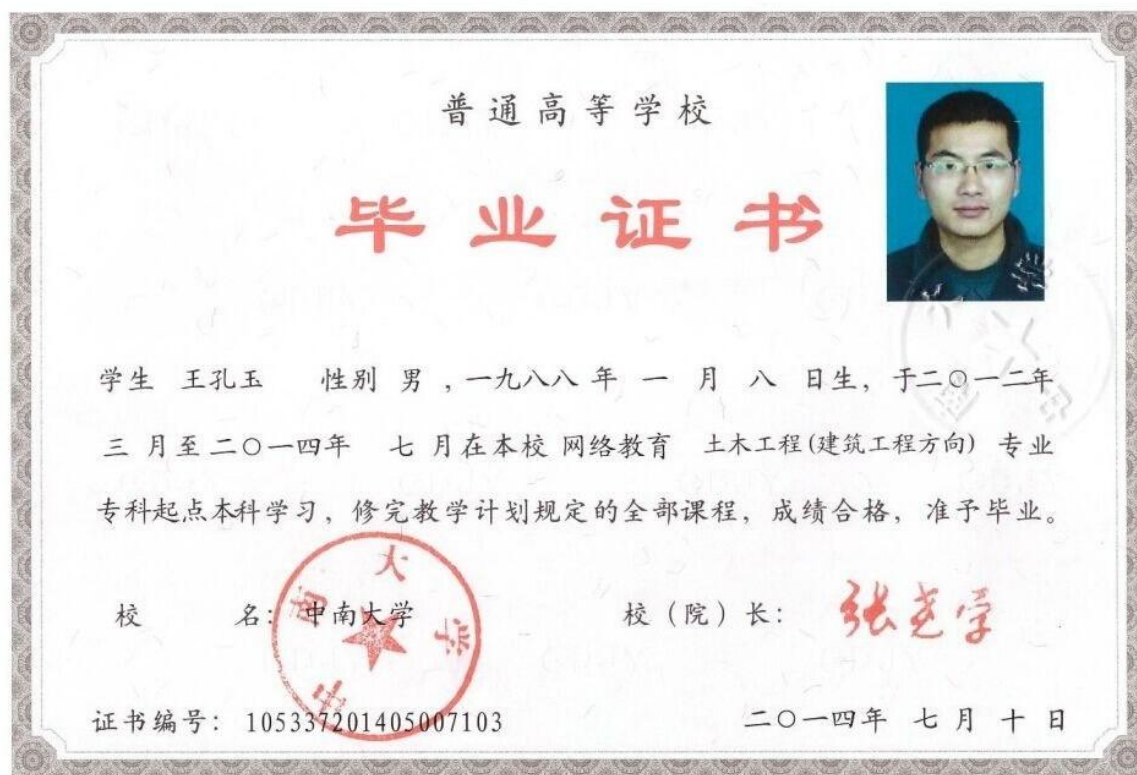 普通高等学校
毕业证书
学生 王孔玉 性别 男 ，一九八八 年 一 月 八 日生，于二〇一二年
三 月至二〇一四年 七 月在本校 网络教育 土木工程(建筑工程方向) 专业
专科起点本科学习，修完教学计划规定的全部课程，成绩合格，准予毕业。
校 名：中南大学 校（院）长：张尧学
中南大学
证书编号：105337201405007103 二〇一四年 七 月 十 日